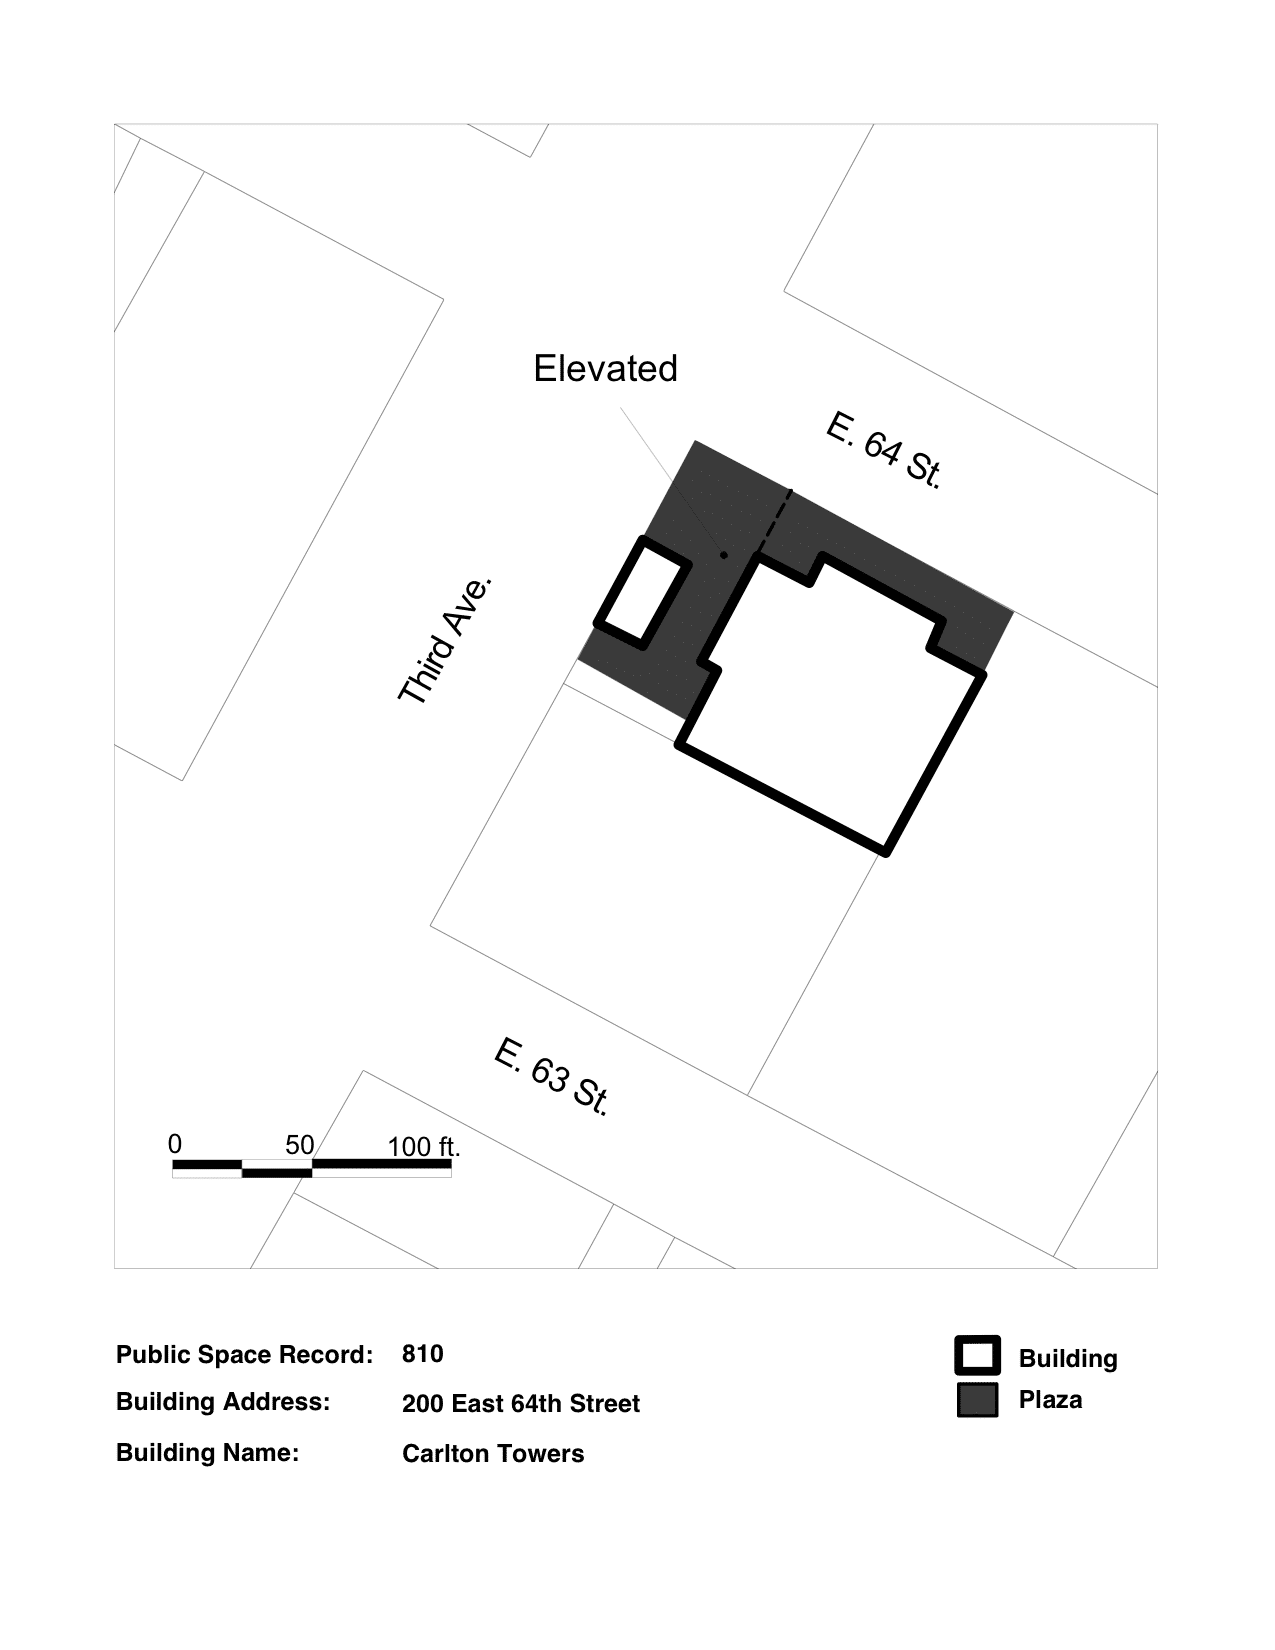 Elevated
E. 64 St.
Third Ave.
E. 63 St.
0 50 100 ft.
Public Space Record: 810
Building Address: 200 East 64th Street
Building Name: Carlton Towers
Building
Plaza